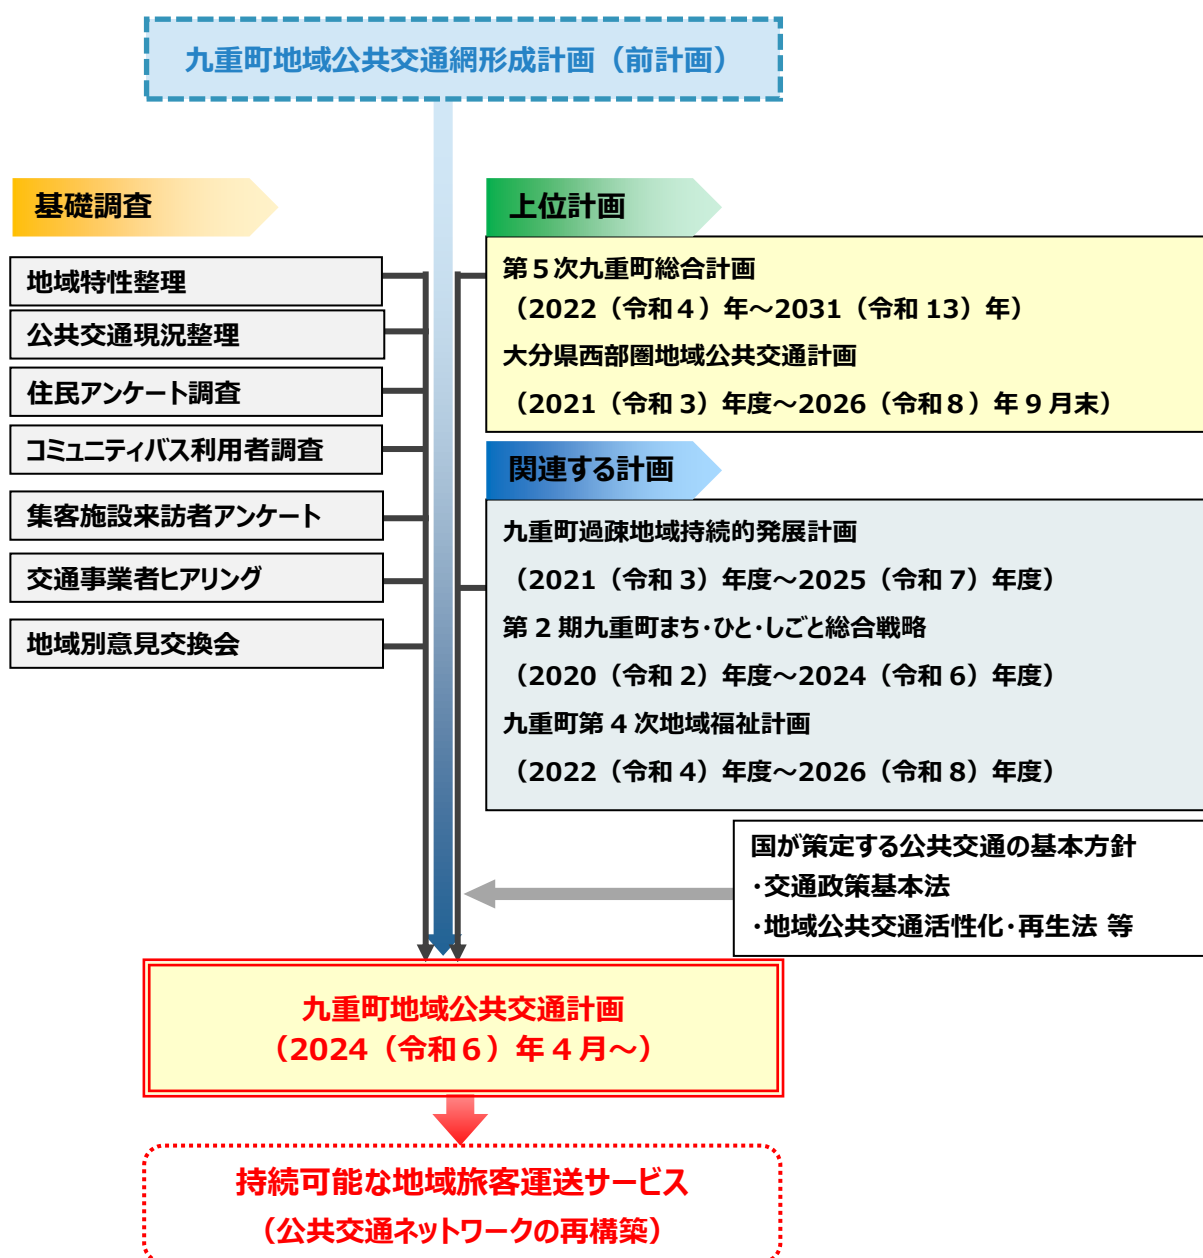 九重町地域公共交通網形成計画（前計画）
基礎調査
地域特性整理
公共交通現況整理
住民アンケート調査
コミュニティバス利用者調査
集客施設来訪者アンケート
交通事業者ヒアリング
地域別意見交換会
上位計画
第５次九重町総合計画
（2022（令和４）年～2031（令和 13）年）
大分県西部圏地域公共交通計画
（2021（令和 3）年度～2026（令和８）年 9 月末）
関連する計画
九重町過疎地域持続的発展計画
（2021（令和 3）年度～2025（令和 7）年度）
第 2 期九重町まち・ひと・しごと総合戦略
（2020（令和 2）年度～2024（令和 6）年度）
九重町第 4 次地域福祉計画
（2022（令和 4）年度～2026（令和 8）年度）
国が策定する公共交通の基本方針
・交通政策基本法
・地域公共交通活性化・再生法 等
九重町地域公共交通計画
（2024（令和６）年 4 月～）
持続可能な地域旅客運送サービス
（公共交通ネットワークの再構築）